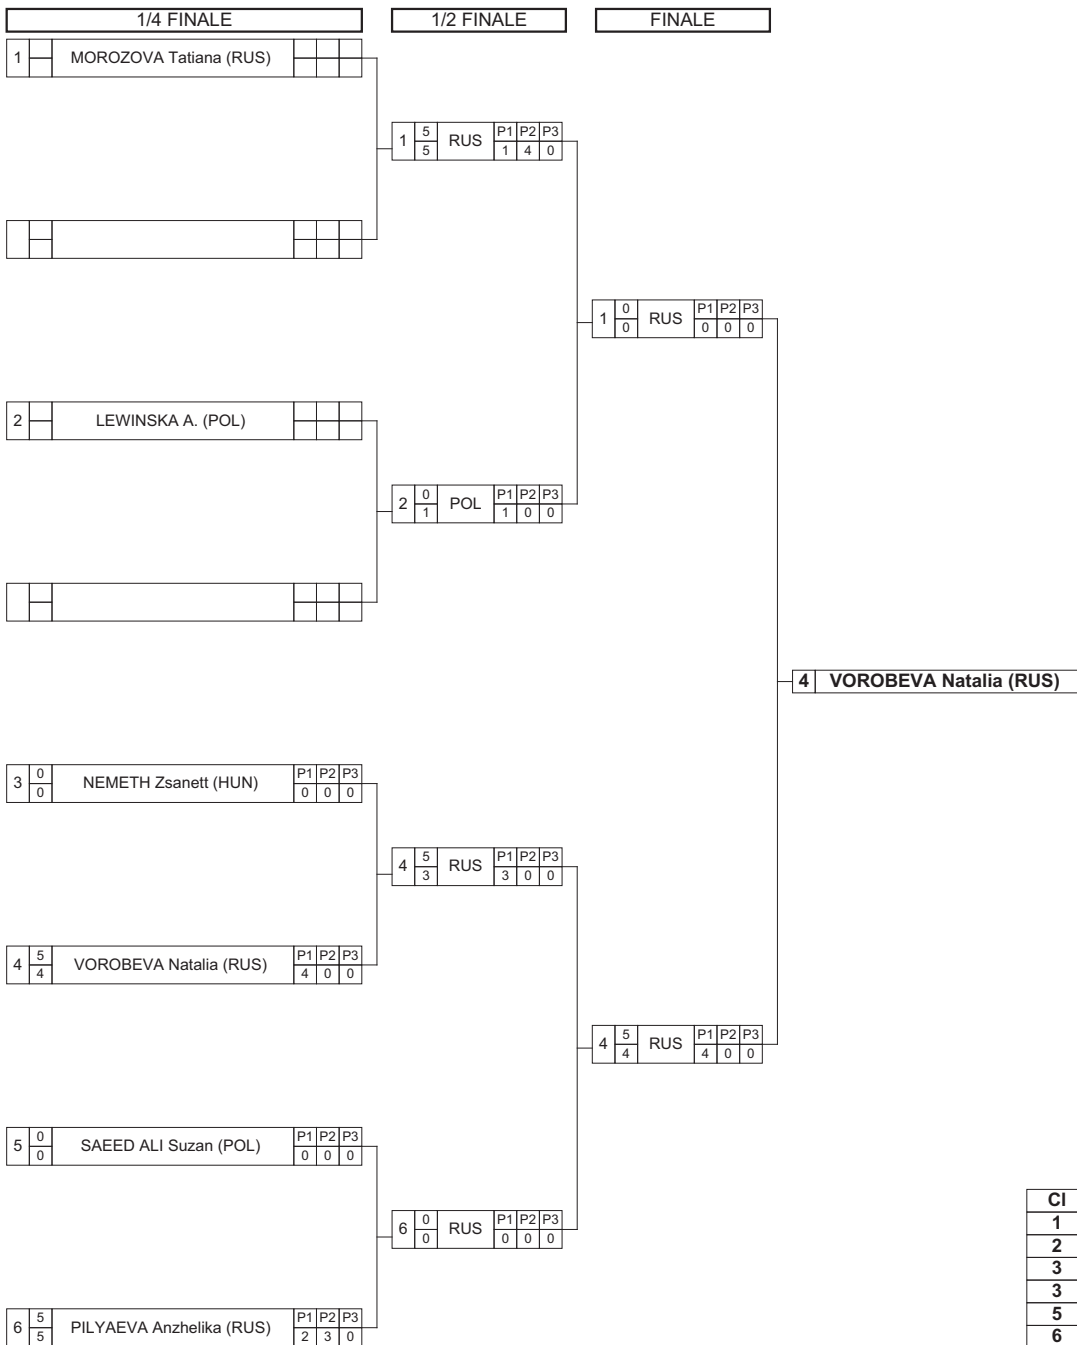 1/4 FINALE 1/2 FINALE FINALE
1 MOROZOVA Tatiana (RUS)
1 5 RUS P1 P2 P3
5 1 4 0
1 0 RUS P1 P2 P3
0 0 0 0
2 LEWINSKA A. (POL)
2 0 POL P1 P2 P3
1 1 0 0
4 VOROBEVA Natalia (RUS)
3 0 NEMETH Zsanett (HUN) P1 P2 P3
0 0 0 0
4 5 RUS P1 P2 P3
3 3 0 0
4 5 VOROBEVA Natalia (RUS) P1 P2 P3
4 4 0 0
4 5 RUS P1 P2 P3
4 4 0 0
5 0 SAEED ALI Suzan (POL) P1 P2 P3
0 0 0 0
6 0 RUS P1 P2 P3
0 0 0 0
6 5 PILYAEVA Anzhelika (RUS) P1 P2 P3
5 2 3 0
Cl
1
2
3
3
5
6